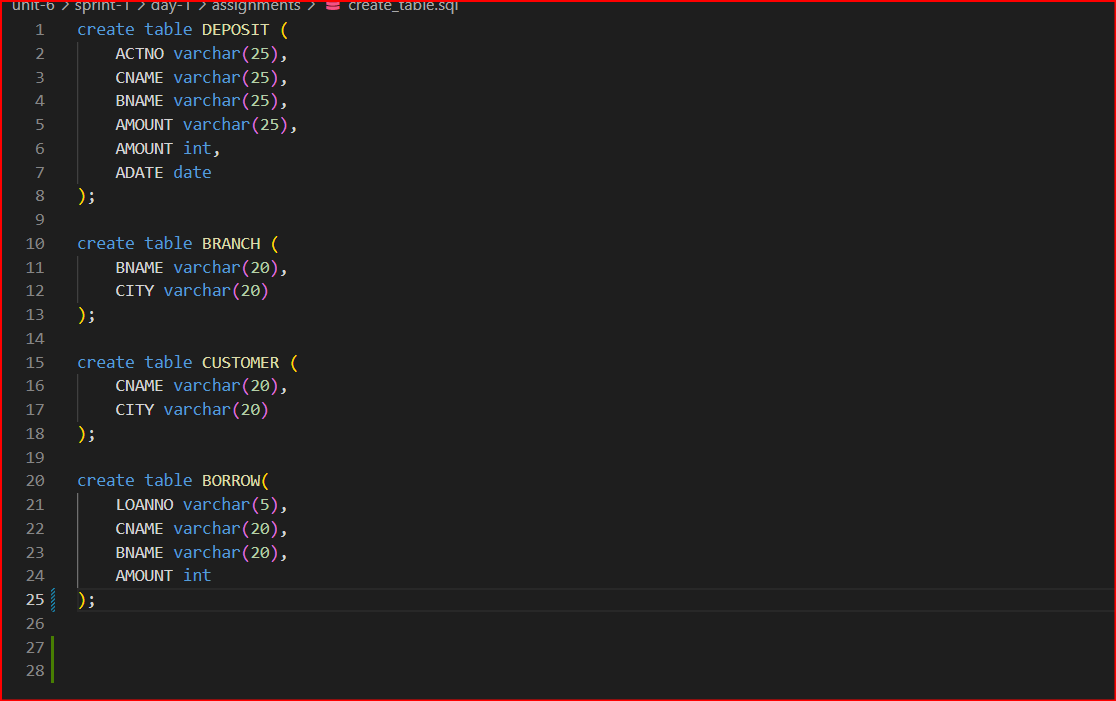 unit-6 > sprint-1 > day-1 > assignments > create_table.sql
1 create table DEPOSIT (
2 ACTNO varchar(25),
3 CNAME varchar(25),
4 BNAME varchar(25),
5 AMOUNT varchar(25),
6 AMOUNT int,
7 ADATE date
8 );
9
10 create table BRANCH (
11 BNAME varchar(20),
12 CITY varchar(20)
13 );
14
15 create table CUSTOMER (
16 CNAME varchar(20),
17 CITY varchar(20)
18 );
19
20 create table BORROW(
21 LOANNO varchar(5),
22 CNAME varchar(20),
23 BNAME varchar(20),
24 AMOUNT int
25 );
26
27
28